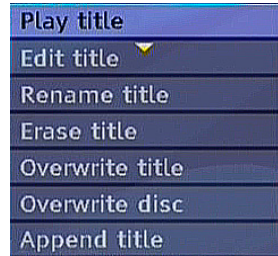 Play title
Edit title
Rename title
Erase title
Overwrite title
Overwrite disc
Append title